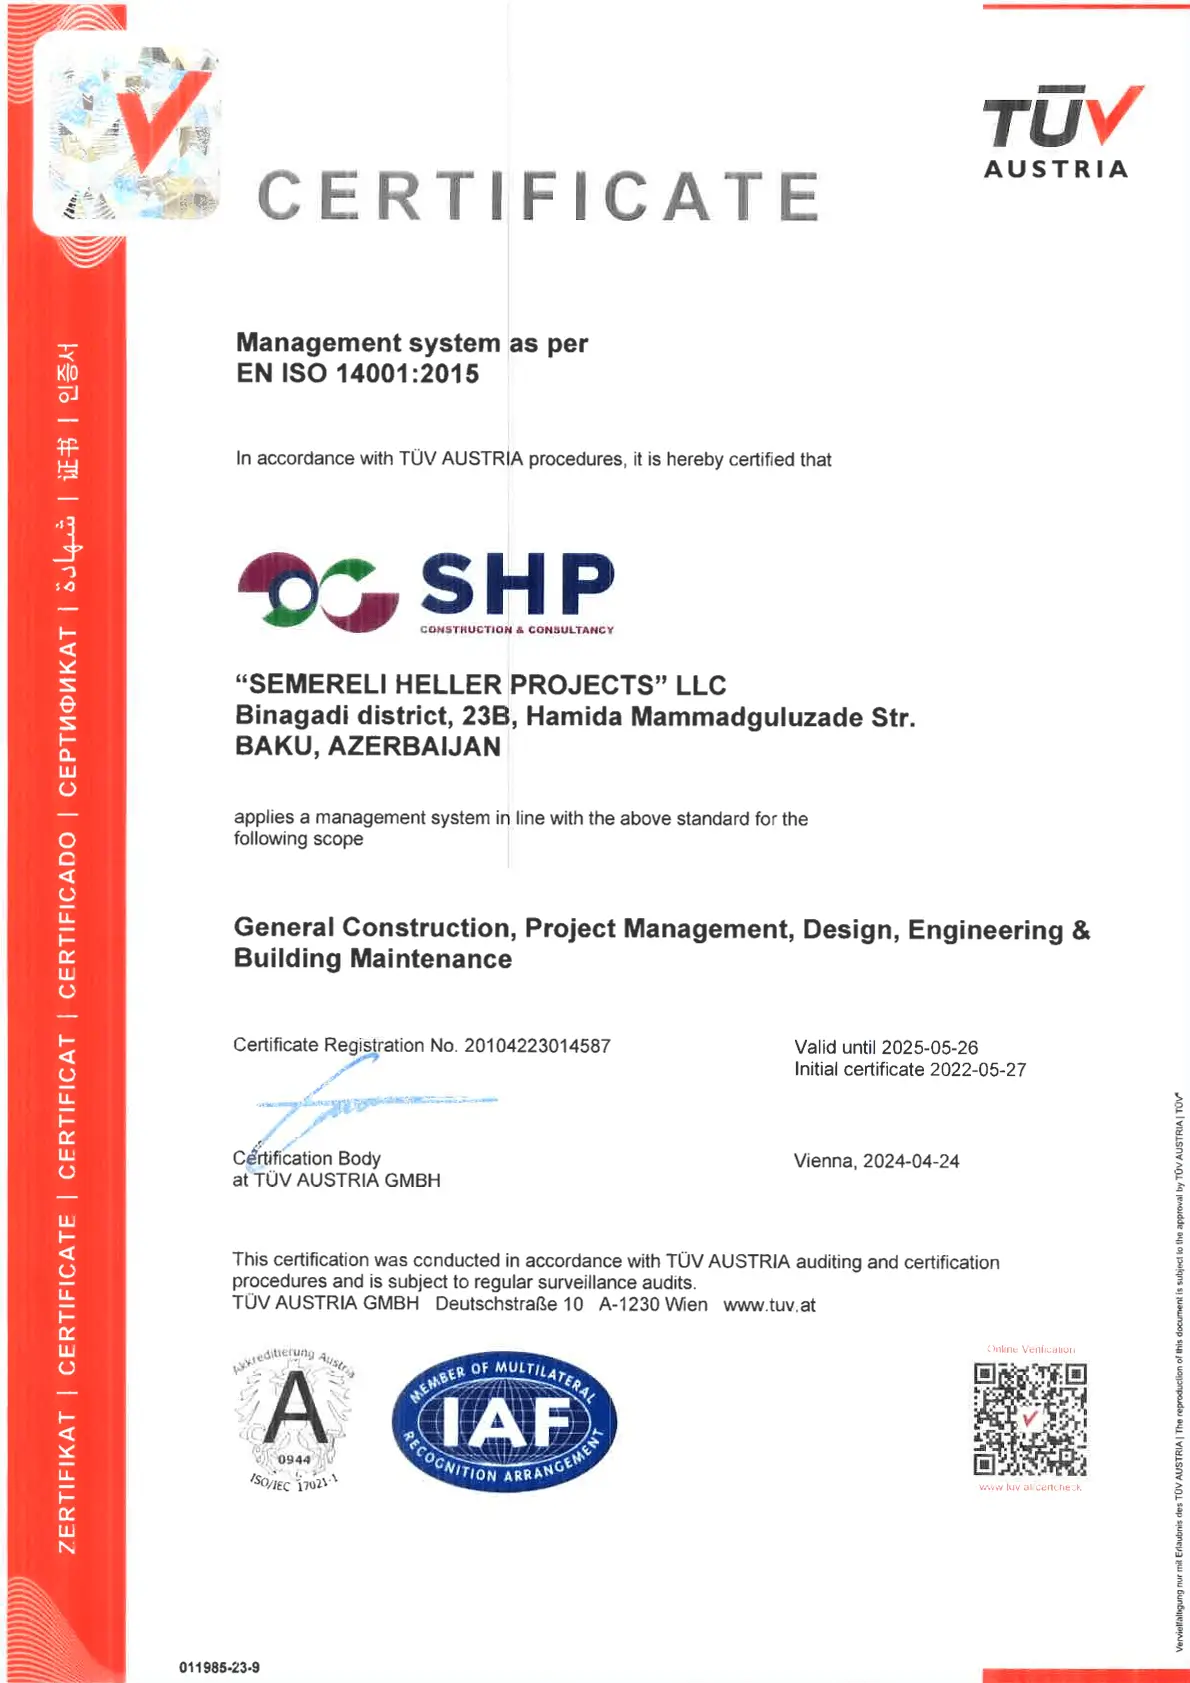 TÜV
AUSTRIA
CERTIFICATE
Management system as per
EN ISO 14001:2015
In accordance with TÜV AUSTRIA procedures, it is hereby certified that
SHP
CONSTRUCTION & CONSULTANCY
“SEMERELI HELLER PROJECTS” LLC
Binagadi district, 23B, Hamida Mammadguluzade Str.
BAKU, AZERBAIJAN
applies a management system in line with the above standard for the
following scope
General Construction, Project Management, Design, Engineering &
Building Maintenance
Certificate Registration No. 20104223014587
Valid until 2025-05-26
Initial certificate 2022-05-27
Certification Body
at TÜV AUSTRIA GMBH
Vienna, 2024-04-24
This certification was conducted in accordance with TÜV AUSTRIA auditing and certification
procedures and is subject to regular surveillance audits.
TÜV AUSTRIA GMBH Deutschstraße 10 A-1230 Wien www.tuv.at
Akkreditierung Austria
A
0944
ISO/IEC 17021-1
MEMBER OF MULTILATERAL
IAF
RECOGNITION ARRANGEMENT
Online Verification
www.tuv.at/certcheck
011985-23-9
ZERTIFIKAT | CERTIFICATE | CERTIFICAT | CERTIFICADO | СЕРТИФИКАТ | شهادة | 证书 | 인증서
Vervielfältigung nur mit Erlaubnis des TÜV AUSTRIA | The reproduction of this document is subject to the approval by TÜV AUSTRIA | TÜV®